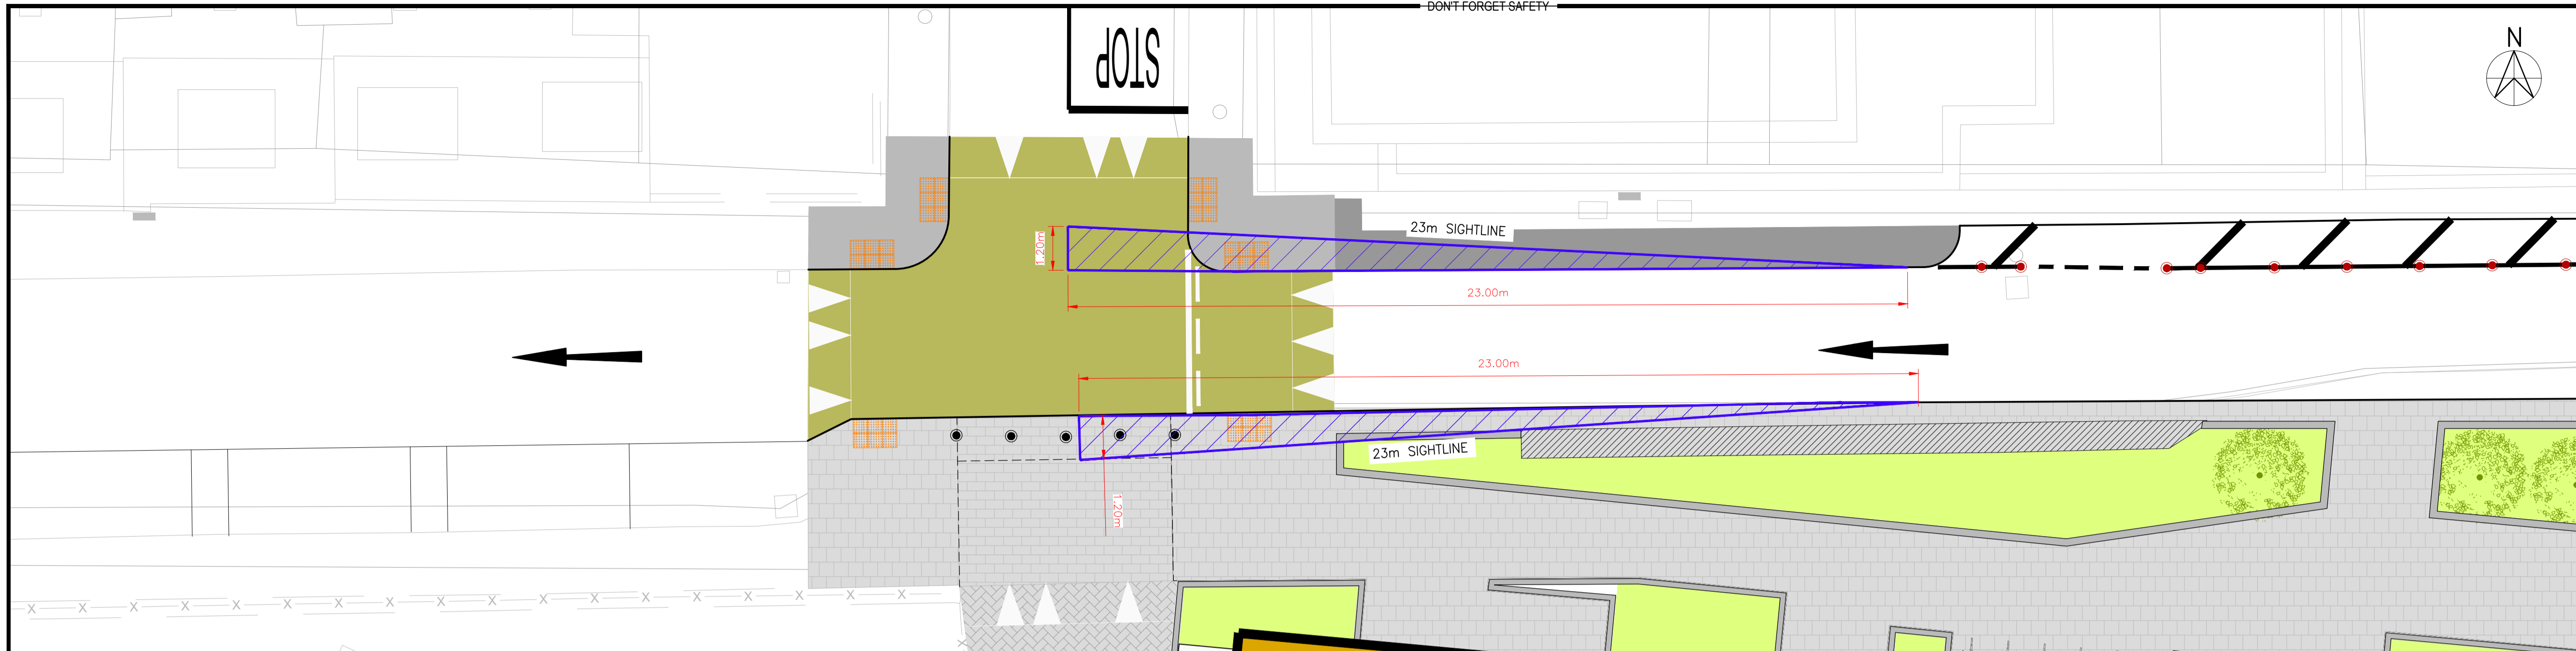 DON'T FORGET SAFETY
STOP
N
1.20m
23m SIGHTLINE
23.00m
23.00m
23m SIGHTLINE
1.20m